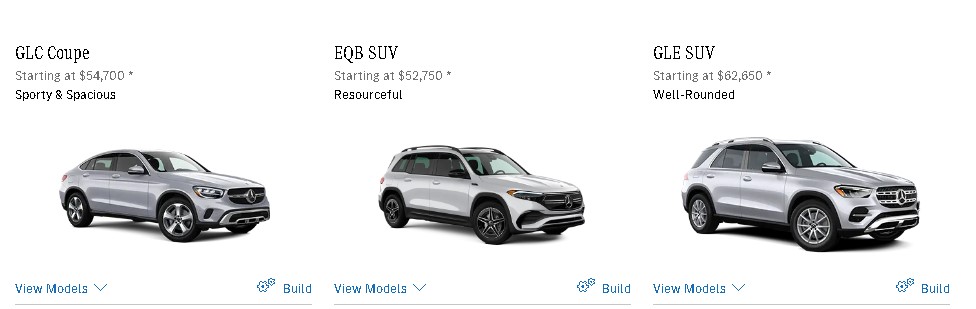 GLC Coupe
Starting at $54,700 *
Sporty & Spacious
View Models
Build
EQB SUV
Starting at $52,750 *
Resourceful
View Models
Build
GLE SUV
Starting at $62,650 *
Well-Rounded
View Models
Build